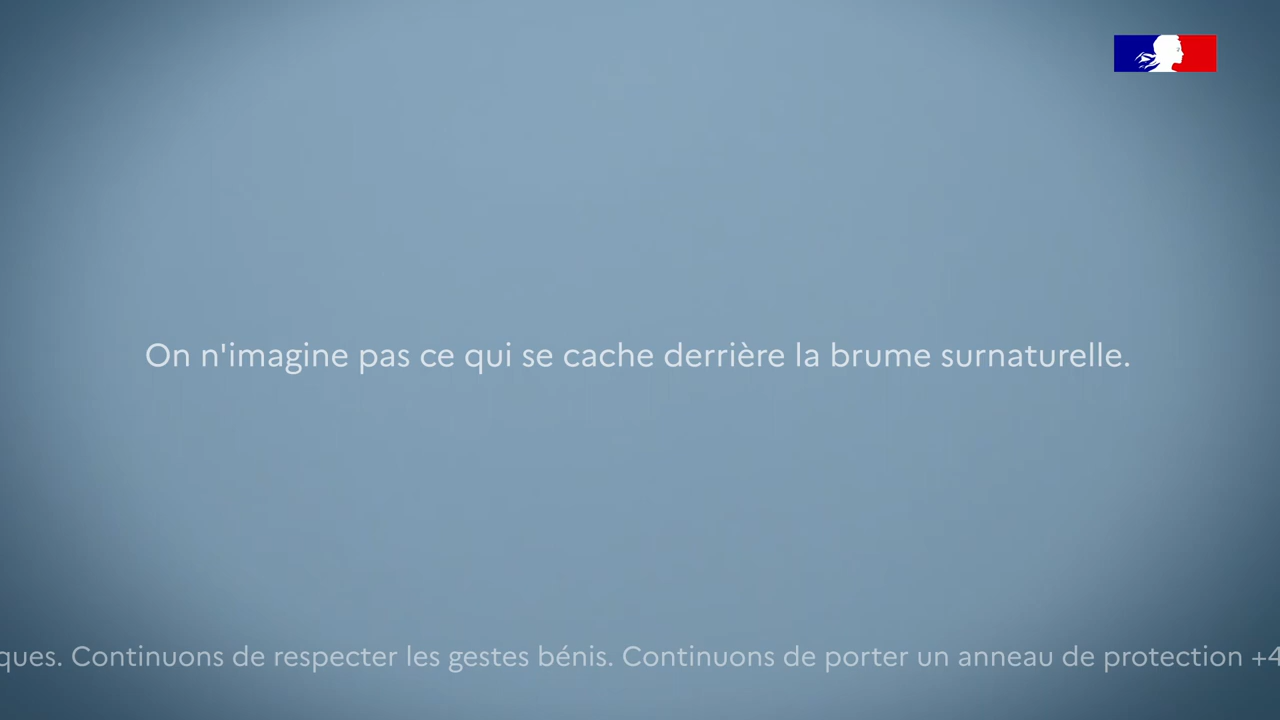 On n'imagine pas ce qui se cache derrière la brume surnaturelle.
ques. Continuons de respecter les gestes bénis. Continuons de porter un anneau de protection +4